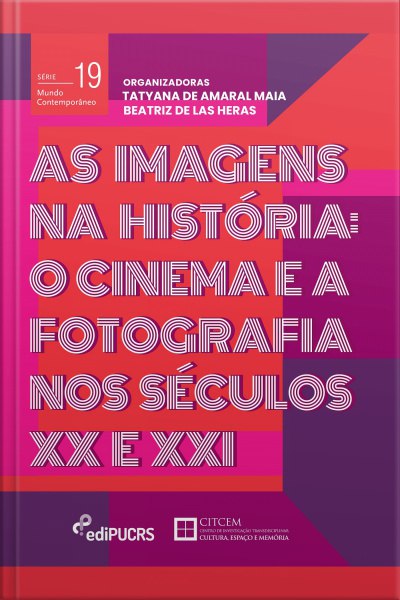 SÉRIE 19
Mundo
Contemporâneo
ORGANIZADORAS
TATYANA DE AMARAL MAIA
BEATRIZ DE LAS HERAS
AS IMAGENS
NA HISTÓRIA:
O CINEMA E A
FOTOGRAFIA
NOS SÉCULOS
XX E XXI
ediPUCRS
CITCEM
CENTRO DE INVESTIGAÇÃO TRANSDISCIPLINAR
CULTURA, ESPAÇO E MEMÓRIA